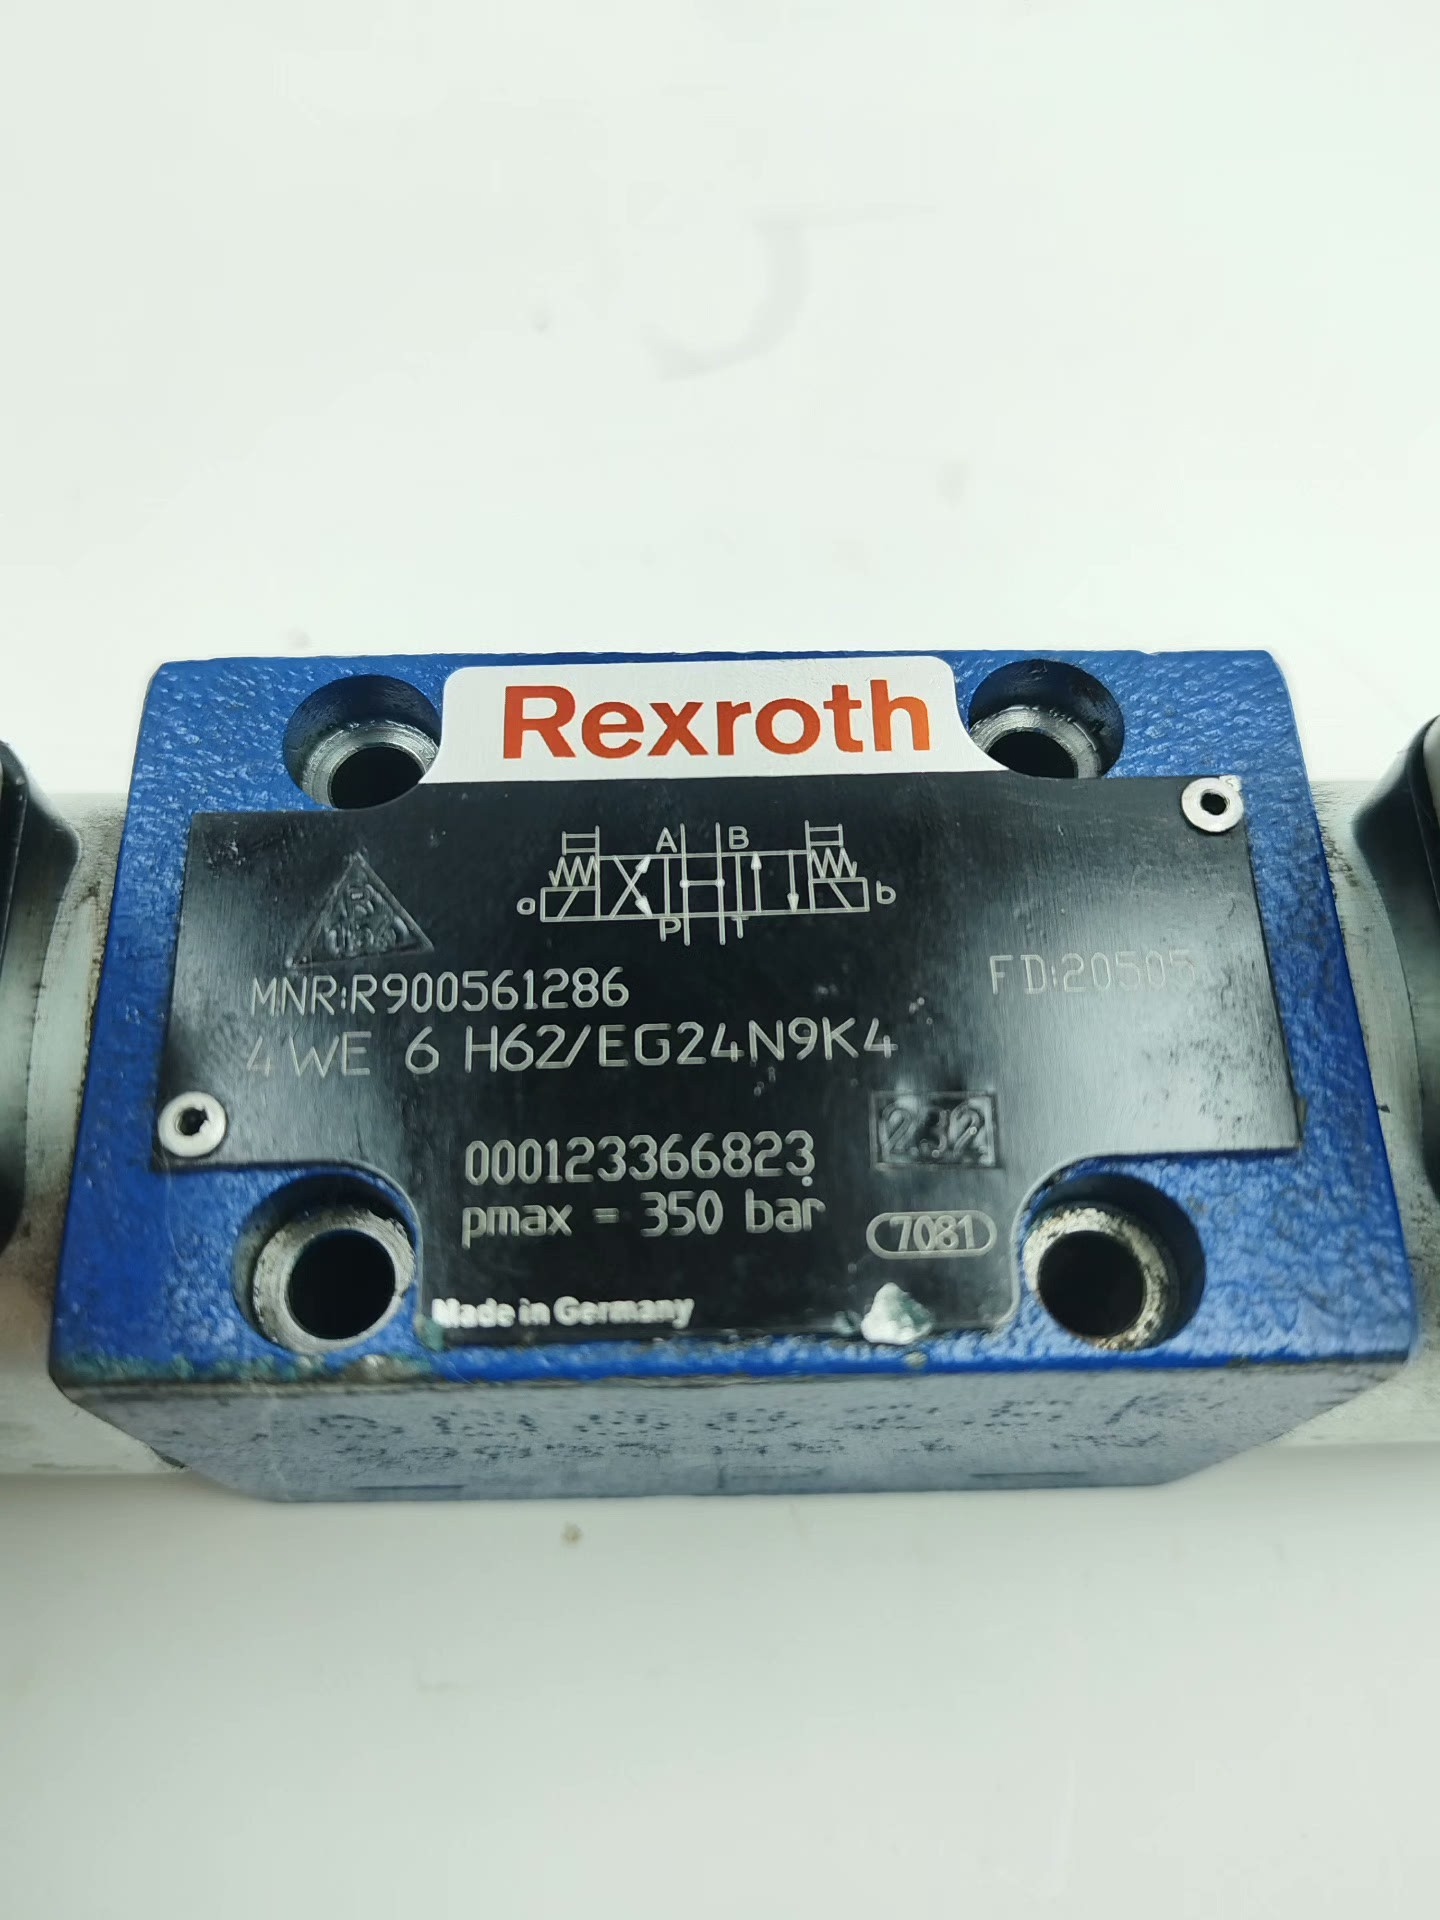 Rexroth
A B
a b
P T
MNR:R900561286 FD:20505
4 WE 6 H62/EG24N9K4
232
000123366823
pmax = 350 bar
7081
Made in Germany